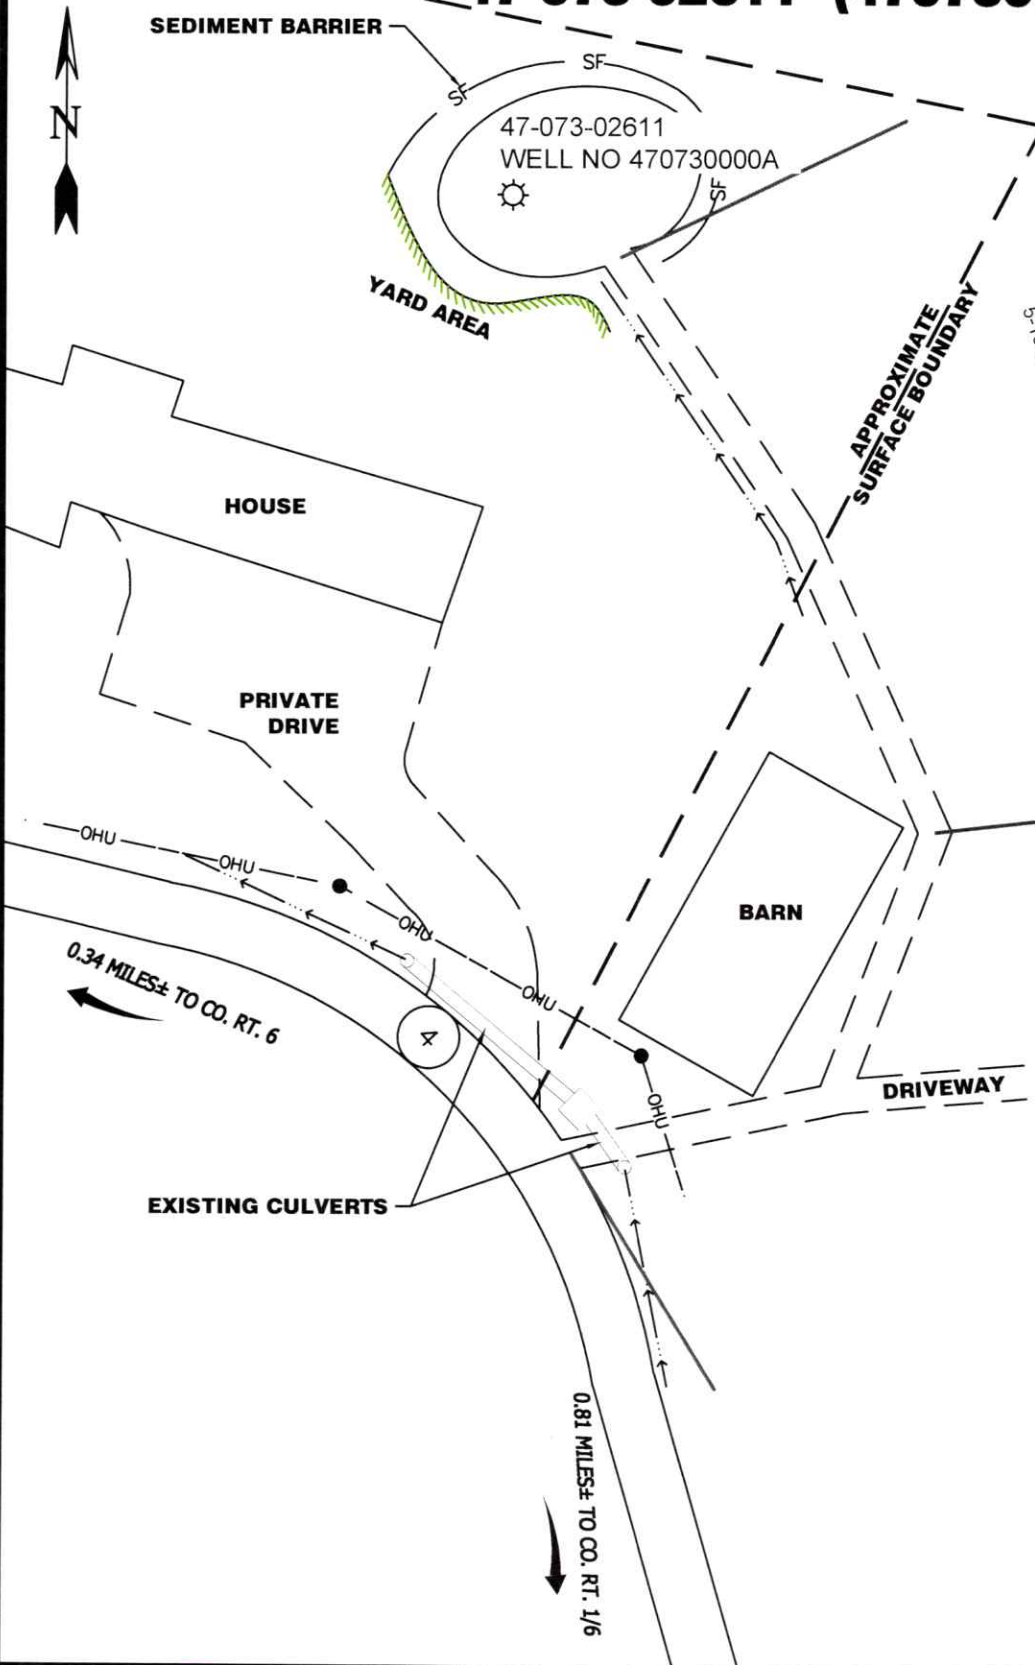 SEDIMENT BARRIER
N
SF
SF
47-073-02611
WELL NO 470730000A
SF
YARD AREA
APPROXIMATE
SURFACE BOUNDARY
HOUSE
PRIVATE
DRIVE
OHU
OHU
OHU
BARN
0.34 MILES± TO CO. RT. 6
OHU
4
DRIVEWAY
OHU
EXISTING CULVERTS
0.81 MILES± TO CO. RT. 1/6